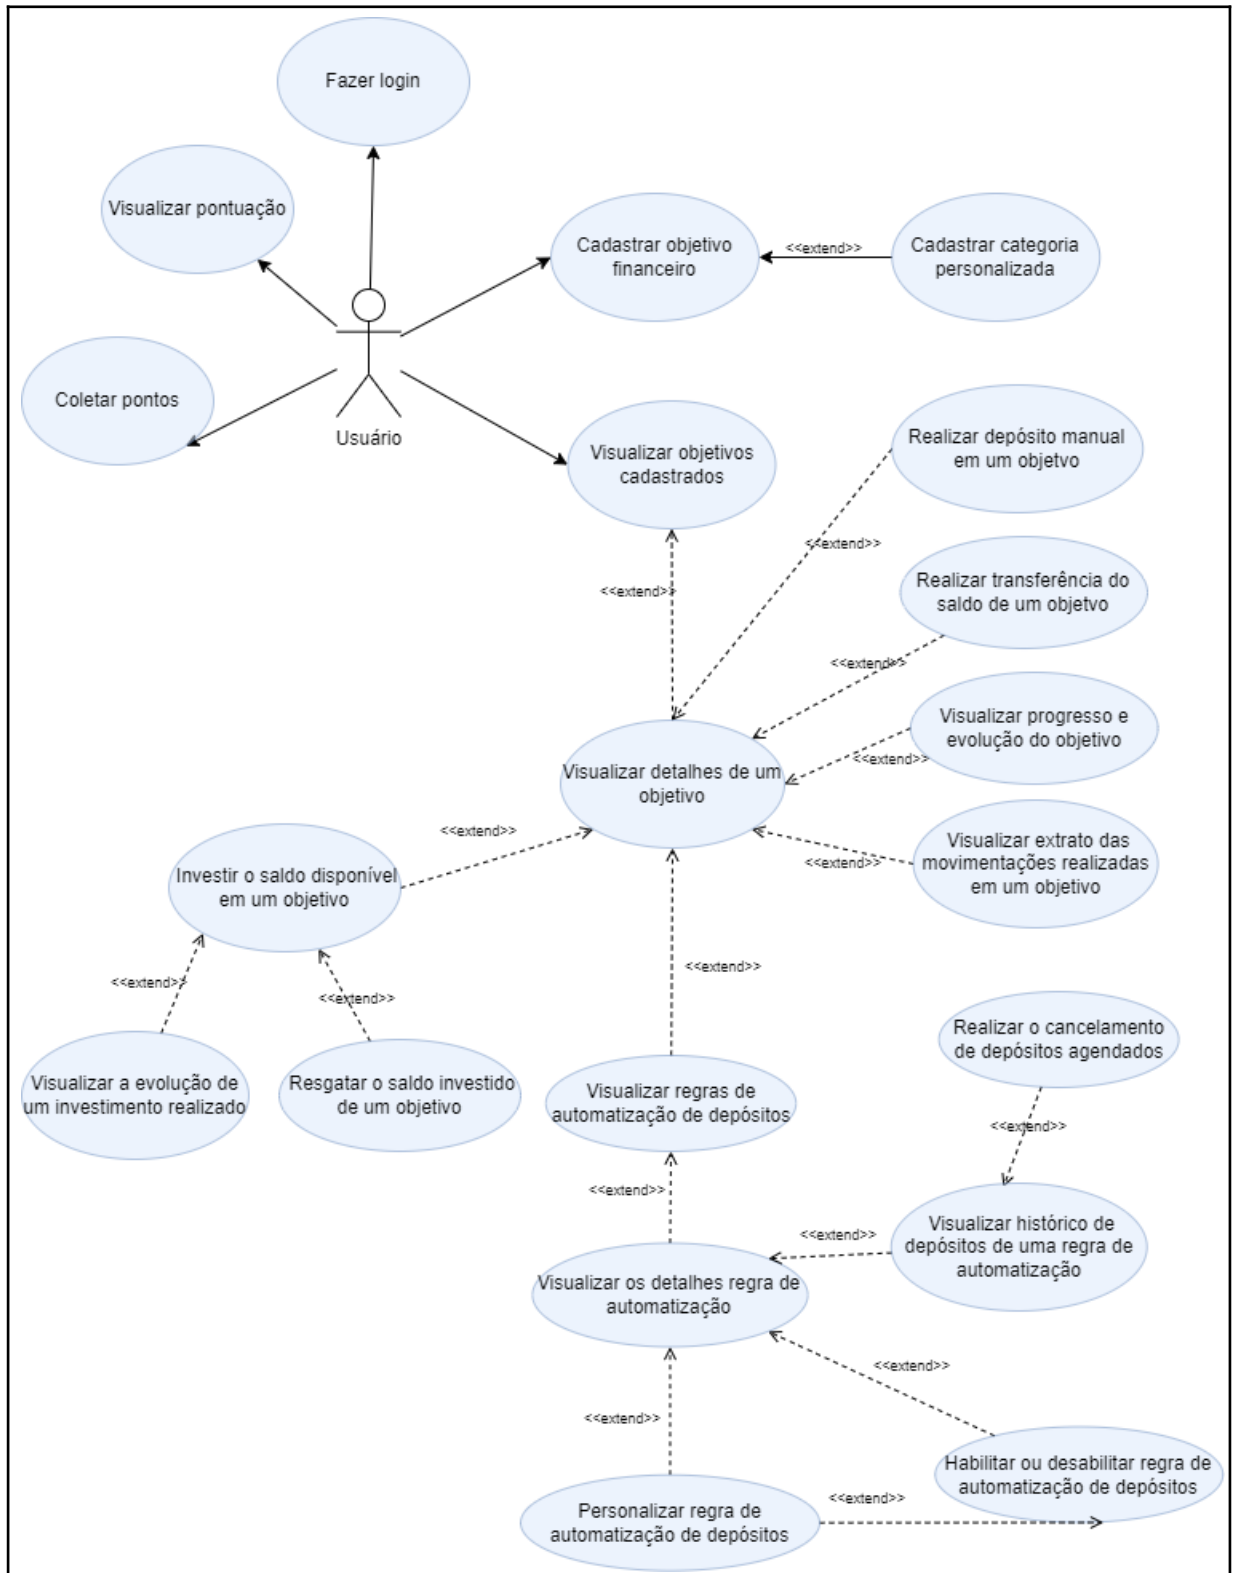 Fazer login
Visualizar pontuação
Cadastrar objetivo
financeiro
<<extend>>
Cadastrar categoria
personalizada
Coletar pontos
Usuário
Visualizar objetivos
cadastrados
Realizar depósito manual
em um objetvo
<<extend>>
<<extend>>
Realizar transferência do
saldo de um objetvo
<<extend>>
Visualizar progresso e
evolução do objetivo
<<extend>>
Visualizar detalhes de um
objetivo
<<extend>>
Visualizar extrato das
movimentações realizadas
em um objetivo
<<extend>>
Investir o saldo disponível
em um objetivo
<<extend>>
<<extend>>
<<extend>>
Visualizar a evolução de
um investimento realizado
Resgatar o saldo investido
de um objetivo
Visualizar regras de
automatização de depósitos
Realizar o cancelamento
de depósitos agendados
<<extend>>
<<extend>>
<<extend>>
Visualizar histórico de
depósitos de uma regra de
automatização
Visualizar os detalhes regra de
automatização
<<extend>>
<<extend>>
Habilitar ou desabilitar regra de
automatização de depósitos
<<extend>>
Personalizar regra de
automatização de depósitos